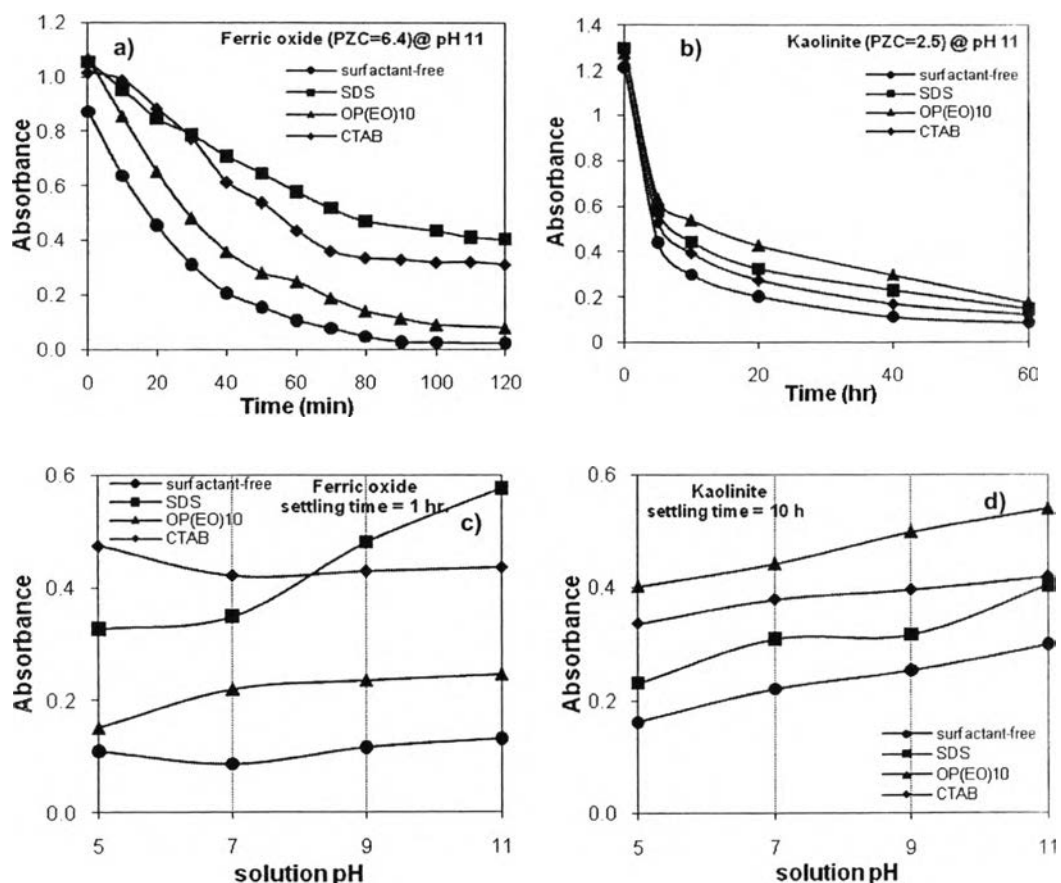 a)
Ferric oxide (PZC=6.4)@ pH 11
surfactant-free
SDS
OP(EO)10
CTAB
Absorbance
1.2
1.0
0.8
0.6
0.4
0.2
0.0
0 20 40 60 80 100 120
Time (min)
b)
Kaolinite (PZC=2.5) @ pH 11
surfactant-free
SDS
OP(EO)10
CTAB
Absorbance
1.4
1.2
1
0.8
0.6
0.4
0.2
0
0 20 40 60
Time (hr)
surfactant-free
SDS
OP(EO)10
CTAB
Ferric oxide
settling time = 1 hr.
c)
Absorbance
0.6
0.4
0.2
0.0
5 7 9 11
solution pH
Kaolinite
settling time = 10 h
d)
Absorbance
0.6
0.4
0.2
0.0
surfactant-free
SDS
OP(EO)10
CTAB
5 7 9 11
solution pH